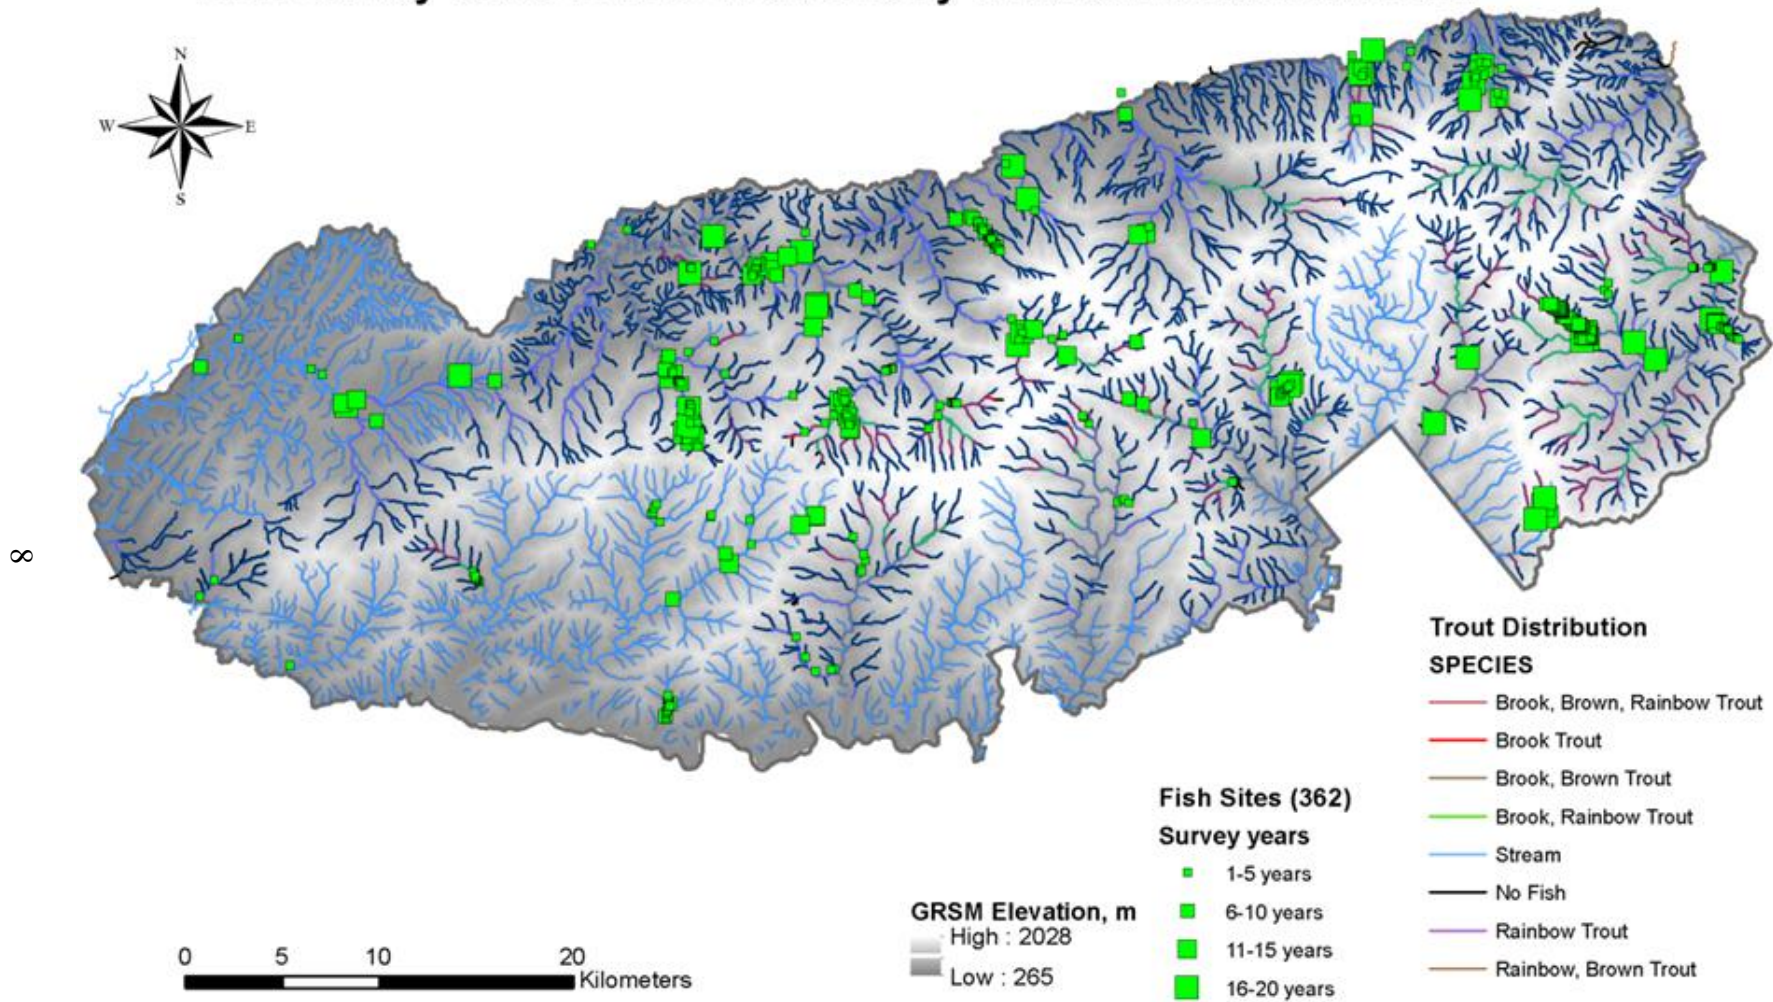 N
W E
S
8
Trout Distribution
SPECIES
Brook, Brown, Rainbow Trout
Brook Trout
Brook, Brown Trout
Brook, Rainbow Trout
Stream
No Fish
Rainbow Trout
Rainbow, Brown Trout
Fish Sites (362)
Survey years
1-5 years
6-10 years
11-15 years
16-20 years
GRSM Elevation, m
High : 2028
Low : 265
0 5 10 20
Kilometers